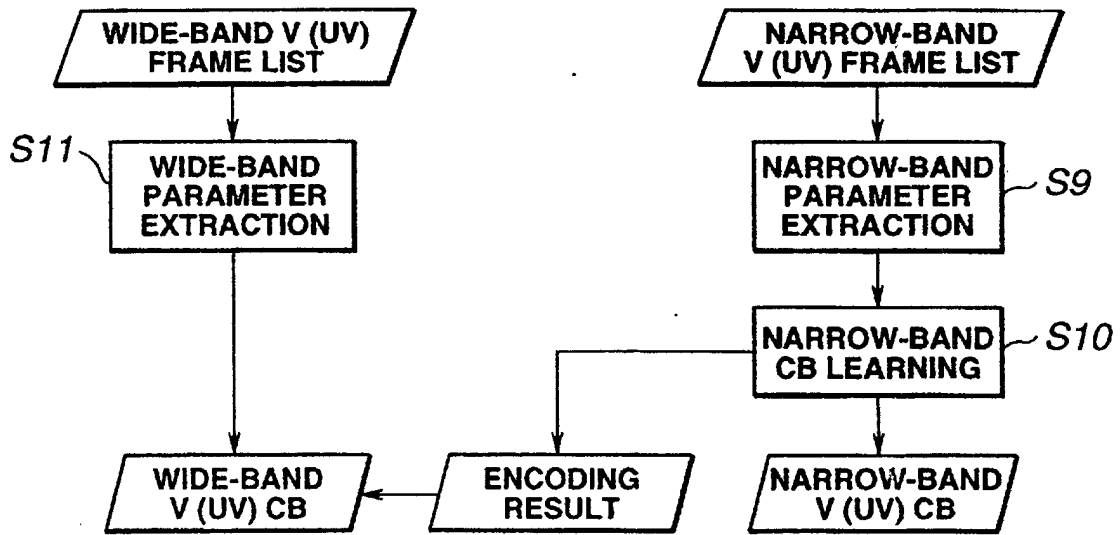 WIDE-BAND V (UV)
FRAME LIST
NARROW-BAND
V (UV) FRAME LIST
S11
WIDE-BAND
PARAMETER
EXTRACTION
NARROW-BAND
PARAMETER
EXTRACTION
S9
NARROW-BAND
CB LEARNING
S10
WIDE-BAND
V (UV) CB
ENCODING
RESULT
NARROW-BAND
V (UV) CB